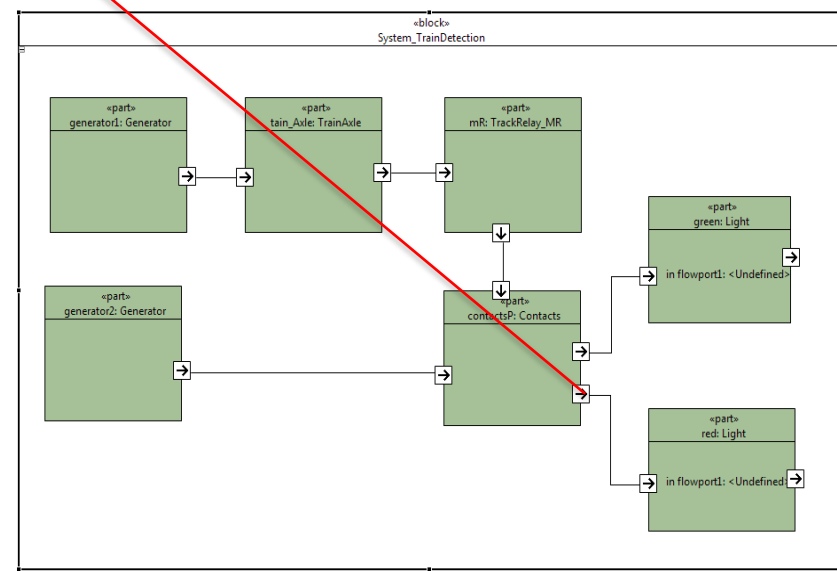 «block»
System_TrainDetection
«part»
generator1: Generator
«part»
tain_Axle: TrainAxle
«part»
mR: TrackRelay_MR
«part»
green: Light
in flowport1: <Undefined>
«part»
generator2: Generator
«part»
contactsP: Contacts
«part»
red: Light
in flowport1: <Undefined>